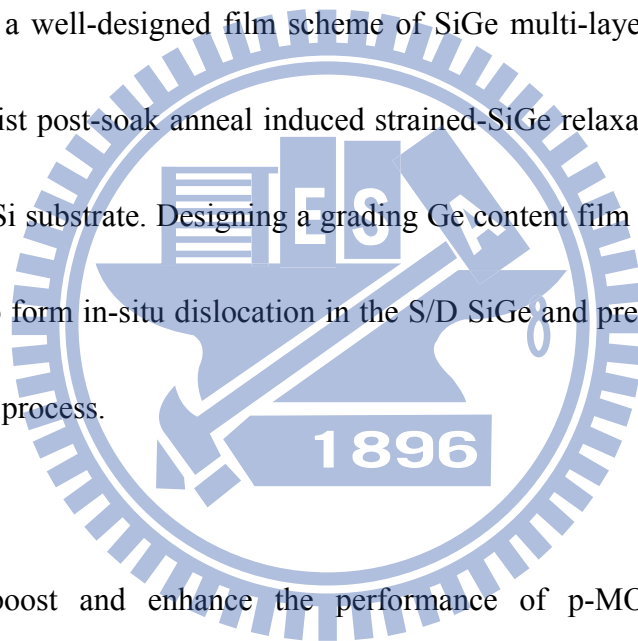 a well-designed film scheme of SiGe multi-laye
ist post-soak anneal induced strained-SiGe relaxa
Si substrate. Designing a grading Ge content film
form in-situ dislocation in the S/D SiGe and pre
process.
boost and enhance the performance of p-MO
E S A
1896